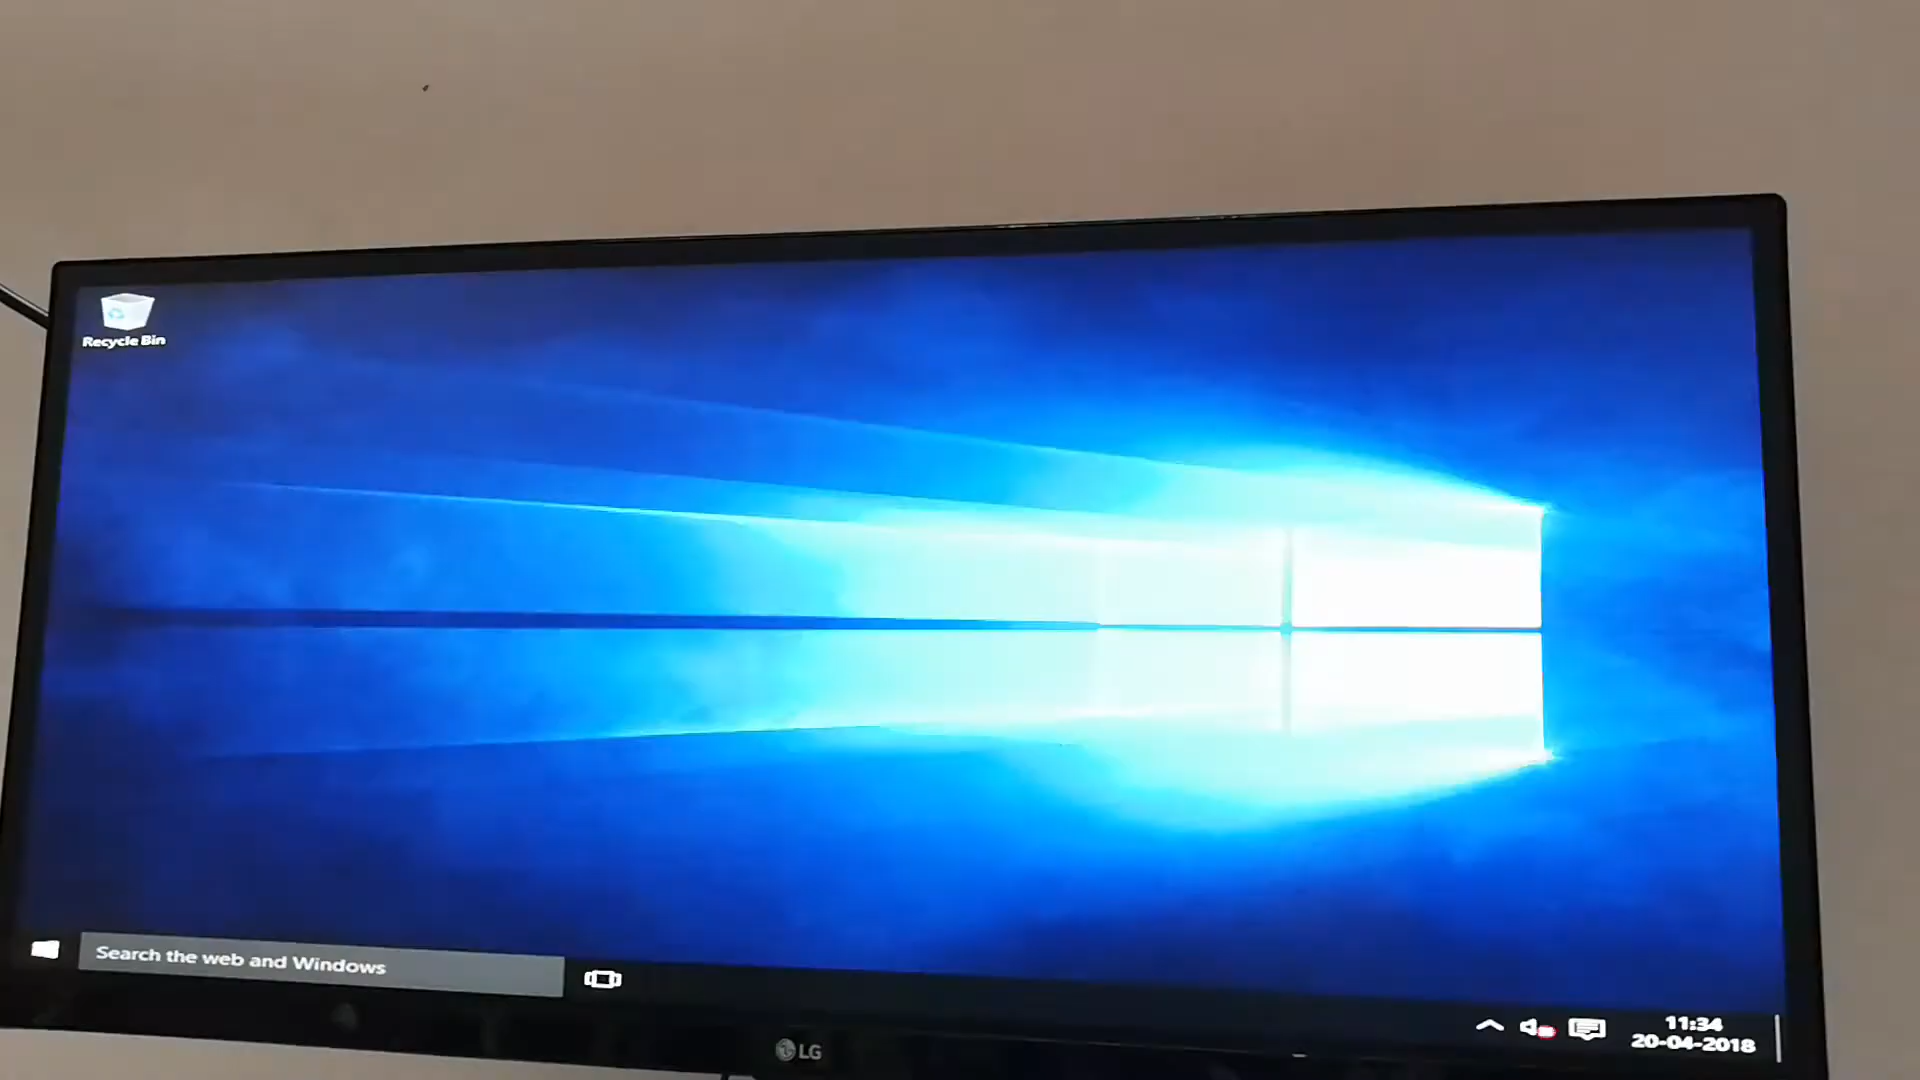 Recycle Bin
Search the web and Windows
11:34
20-04-2018
LG